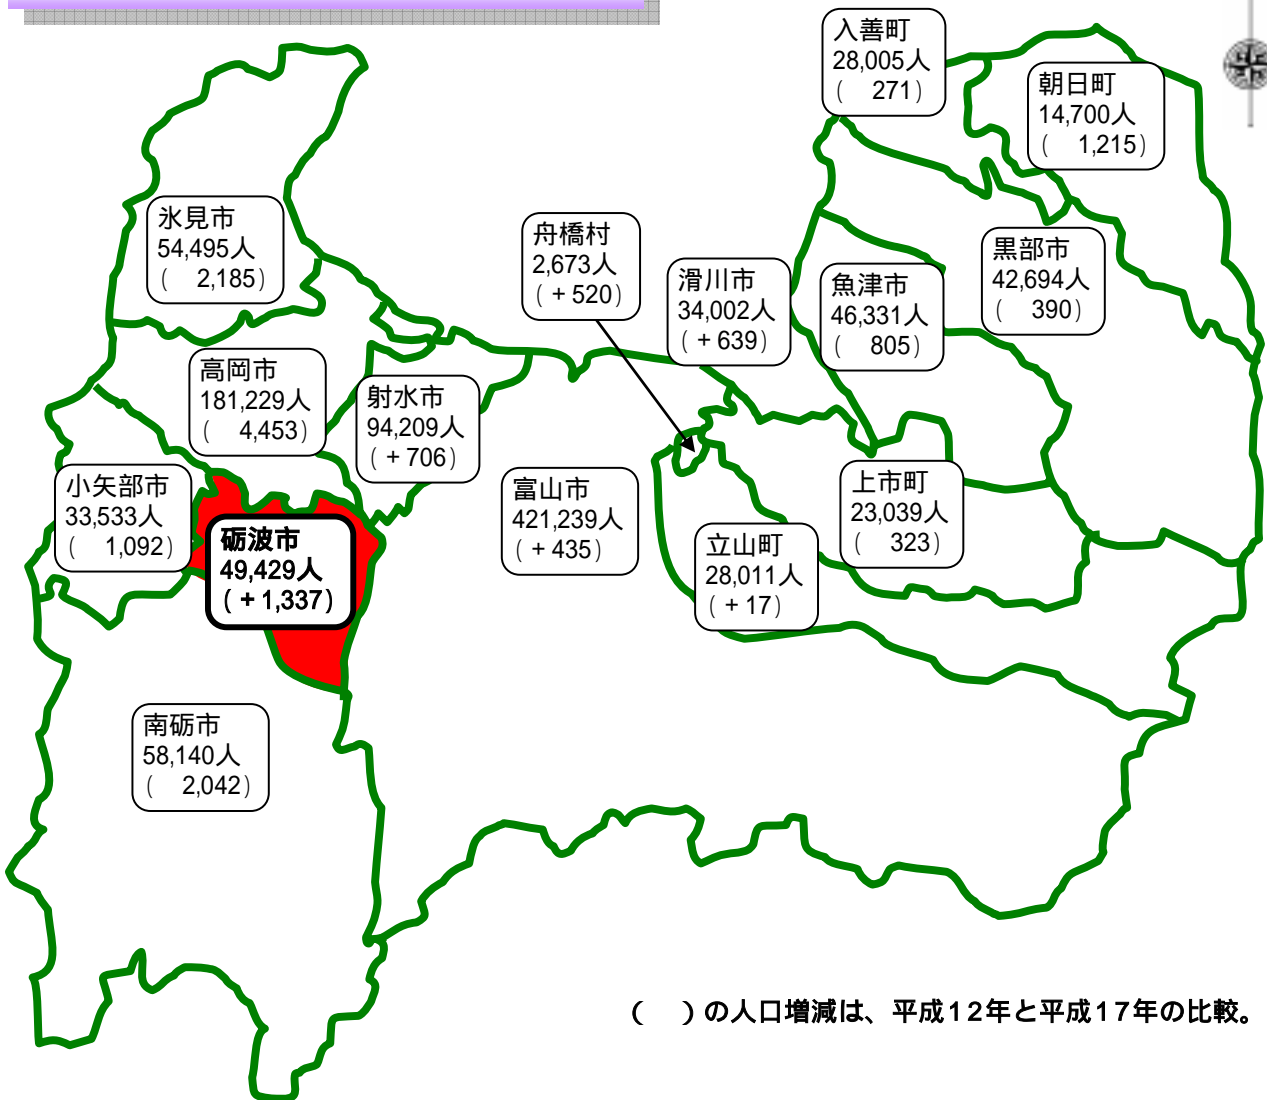 入善町
28,005人
(　271)
朝日町
14,700人
(　1,215)
氷見市
54,495人
(　2,185)
舟橋村
2,673人
(+520)
滑川市
34,002人
(+639)
魚津市
46,331人
(　805)
黒部市
42,694人
(　390)
高岡市
181,229人
(　4,453)
射水市
94,209人
(+706)
小矢部市
33,533人
(　1,092)
砺波市
49,429人
(+1,337)
富山市
421,239人
(+435)
立山町
28,011人
(+17)
上市町
23,039人
(　323)
南砺市
58,140人
(　2,042)
(　)の人口増減は、平成12年と平成17年の比較。